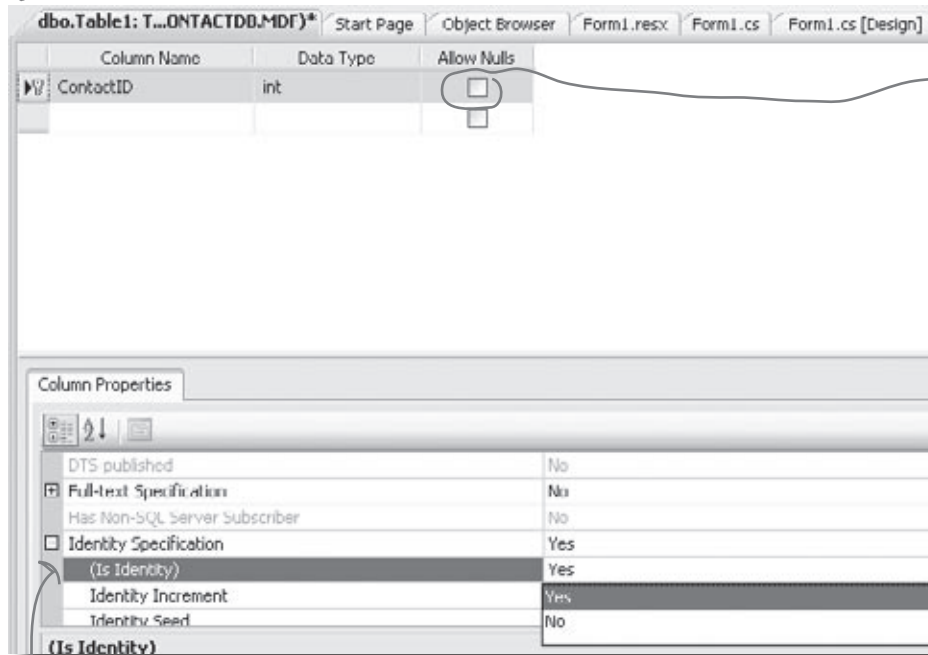 dbo.Table1: T...ONTACTDB.MDF)* Start Page Object Browser Form1.resx Form1.cs Form1.cs [Design]
Column Name Data Type Allow Nulls
ContactID int
Column Properties
DTS published No
Full-text Specification No
Has Non-SQL Server Subscriber No
Identity Specification Yes
(Is Identity) Yes
Identity Increment Yes
Identity Seed No
(Is Identity)